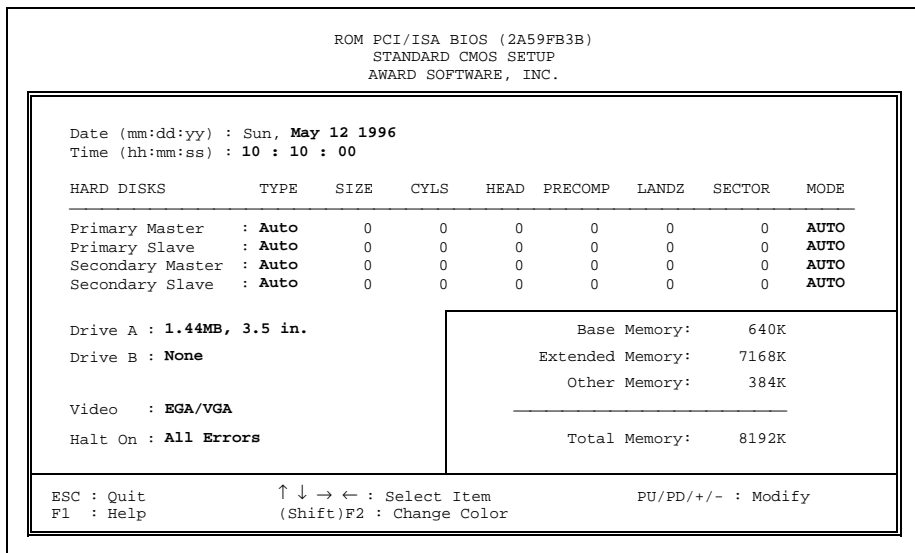 ROM PCI/ISA BIOS (2A59FB3B)
STANDARD CMOS SETUP
AWARD SOFTWARE, INC.
Date (mm:dd:yy) : Sun, May 12 1996
Time (hh:mm:ss) : 10 : 10 : 00
HARD DISKS TYPE SIZE CYLS HEAD PRECOMP LANDZ SECTOR MODE
Primary Master : Auto 0 0 0 0 0 0 AUTO
Primary Slave : Auto 0 0 0 0 0 0 AUTO
Secondary Master : Auto 0 0 0 0 0 0 AUTO
Secondary Slave : Auto 0 0 0 0 0 0 AUTO
Drive A : 1.44MB, 3.5 in.
Drive B : None
Video : EGA/VGA
Halt On : All Errors
Base Memory: 640K
Extended Memory: 7168K
Other Memory: 384K
Total Memory: 8192K
ESC : Quit ↑ ↓ → ← : Select Item PU/PD/+/- : Modify
F1 : Help (Shift)F2 : Change Color